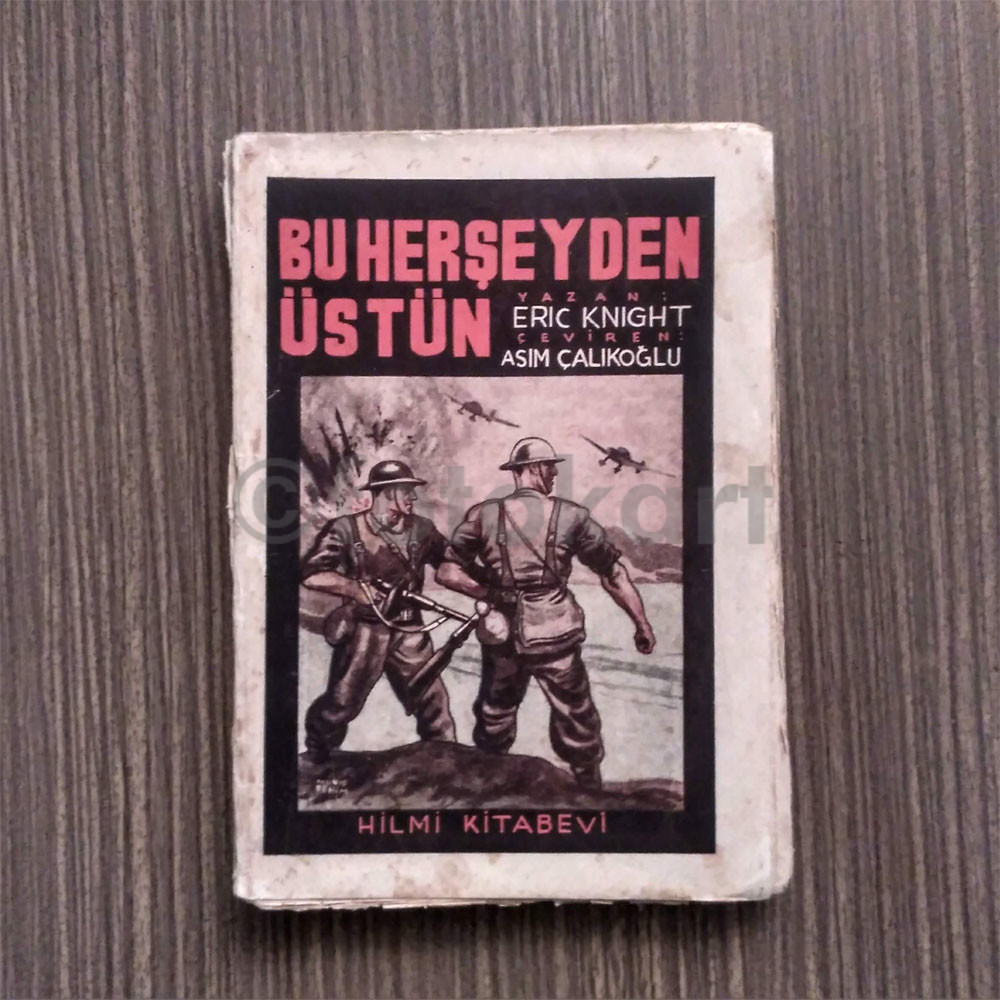 BU HERŞEYDEN
ÜSTÜN
YAZAN:
ERIC KNIGHT
ÇEVİREN:
ASIM ÇALIKOĞLU
HİLMİ KİTABEVİ